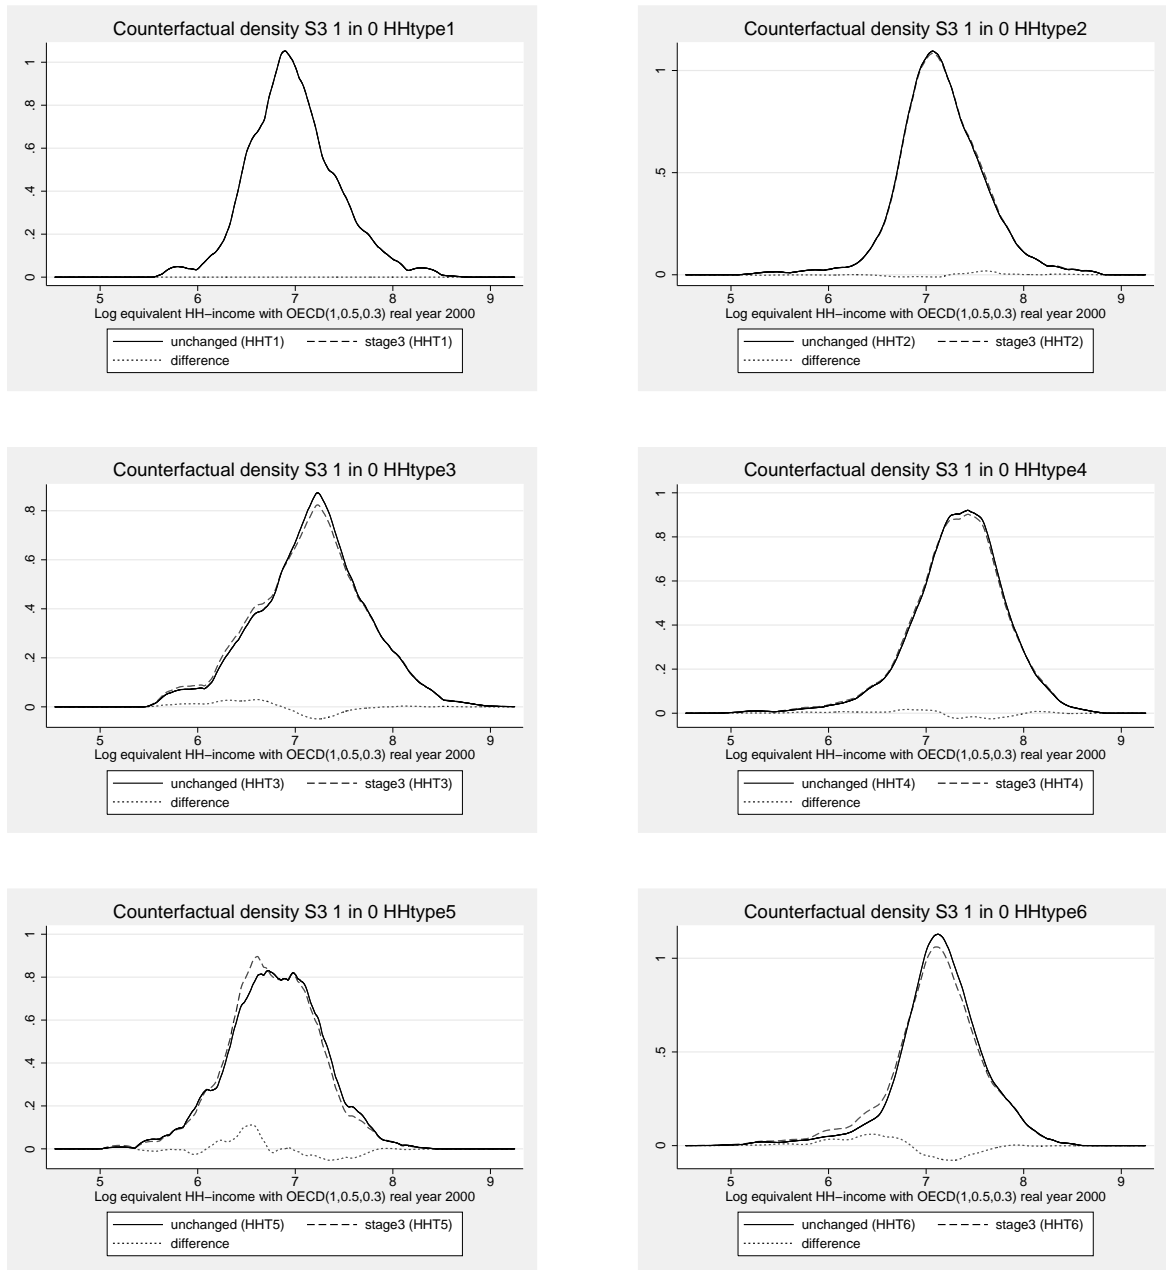 Counterfactual density S3 1 in 0 HHtype1
1
.8
.6
.4
.2
0
5 6 7 8 9
Log equivalent HH−income with OECD(1,0.5,0.3) real year 2000
unchanged (HHT1) stage3 (HHT1)
difference
Counterfactual density S3 1 in 0 HHtype2
1
.5
0
5 6 7 8 9
Log equivalent HH−income with OECD(1,0.5,0.3) real year 2000
unchanged (HHT2) stage3 (HHT2)
difference
Counterfactual density S3 1 in 0 HHtype3
.8
.6
.4
.2
0
5 6 7 8 9
Log equivalent HH−income with OECD(1,0.5,0.3) real year 2000
unchanged (HHT3) stage3 (HHT3)
difference
Counterfactual density S3 1 in 0 HHtype4
1
.8
.6
.4
.2
0
5 6 7 8 9
Log equivalent HH−income with OECD(1,0.5,0.3) real year 2000
unchanged (HHT4) stage3 (HHT4)
difference
Counterfactual density S3 1 in 0 HHtype5
1
.8
.6
.4
.2
0
5 6 7 8 9
Log equivalent HH−income with OECD(1,0.5,0.3) real year 2000
unchanged (HHT5) stage3 (HHT5)
difference
Counterfactual density S3 1 in 0 HHtype6
1
.5
0
5 6 7 8 9
Log equivalent HH−income with OECD(1,0.5,0.3) real year 2000
unchanged (HHT6) stage3 (HHT6)
difference